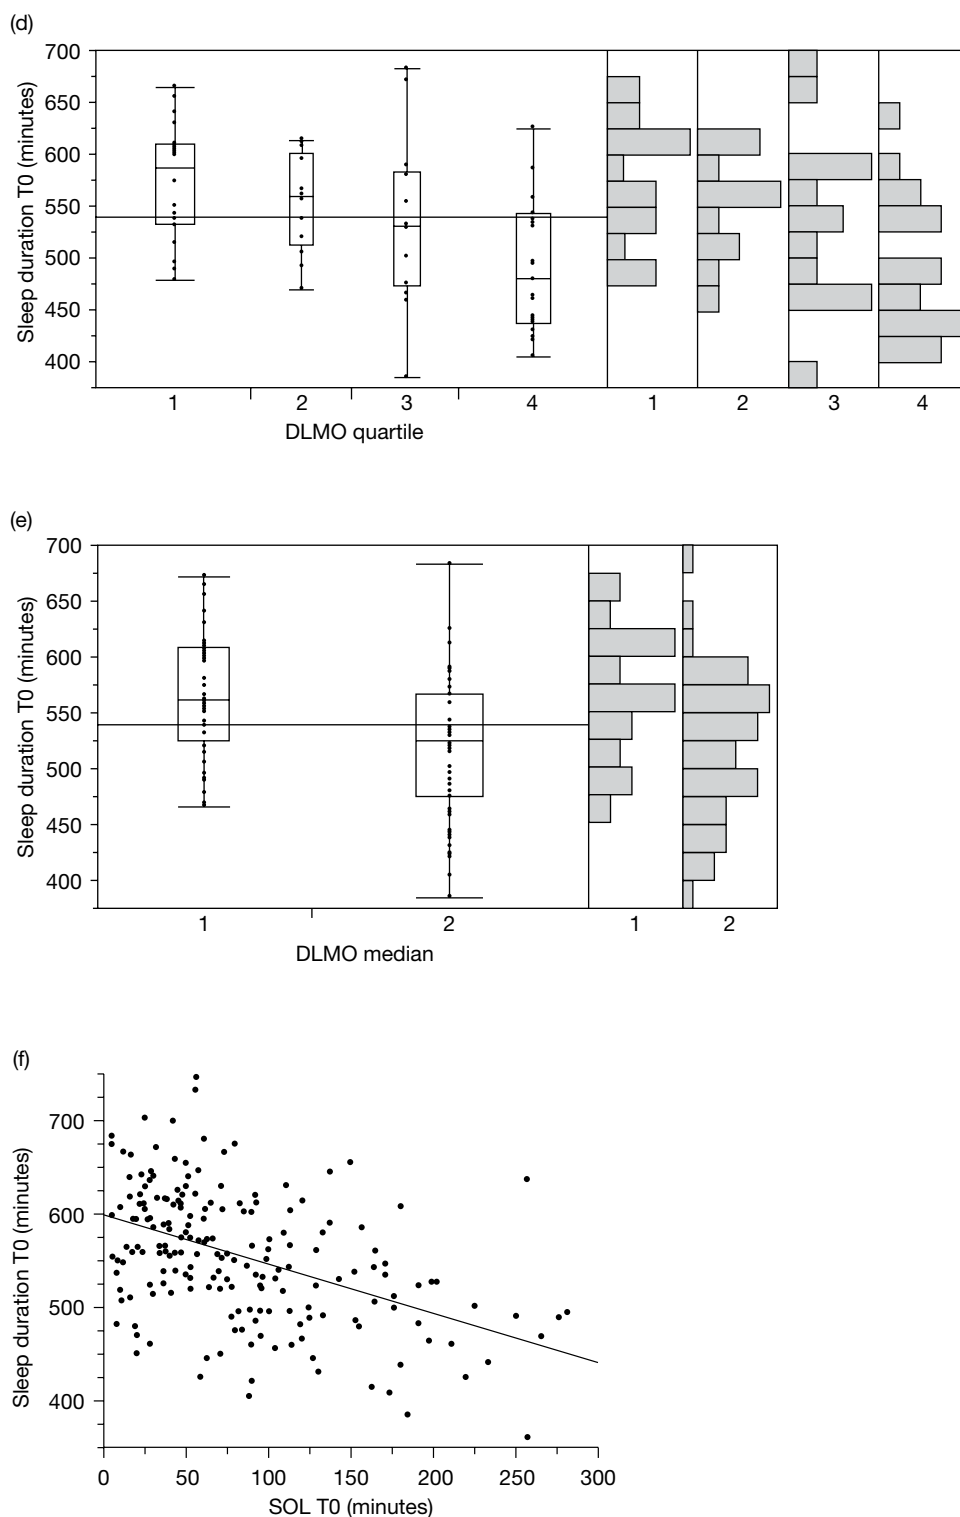 (d)
Sleep duration T0 (minutes)
700
650
600
550
500
450
400
1 2 3 4 1 2 3 4
DLMO quartile
(e)
Sleep duration T0 (minutes)
700
650
600
550
500
450
400
1 2 1 2
DLMO median
(f)
Sleep duration T0 (minutes)
700
600
500
400
0 50 100 150 200 250 300
SOL T0 (minutes)